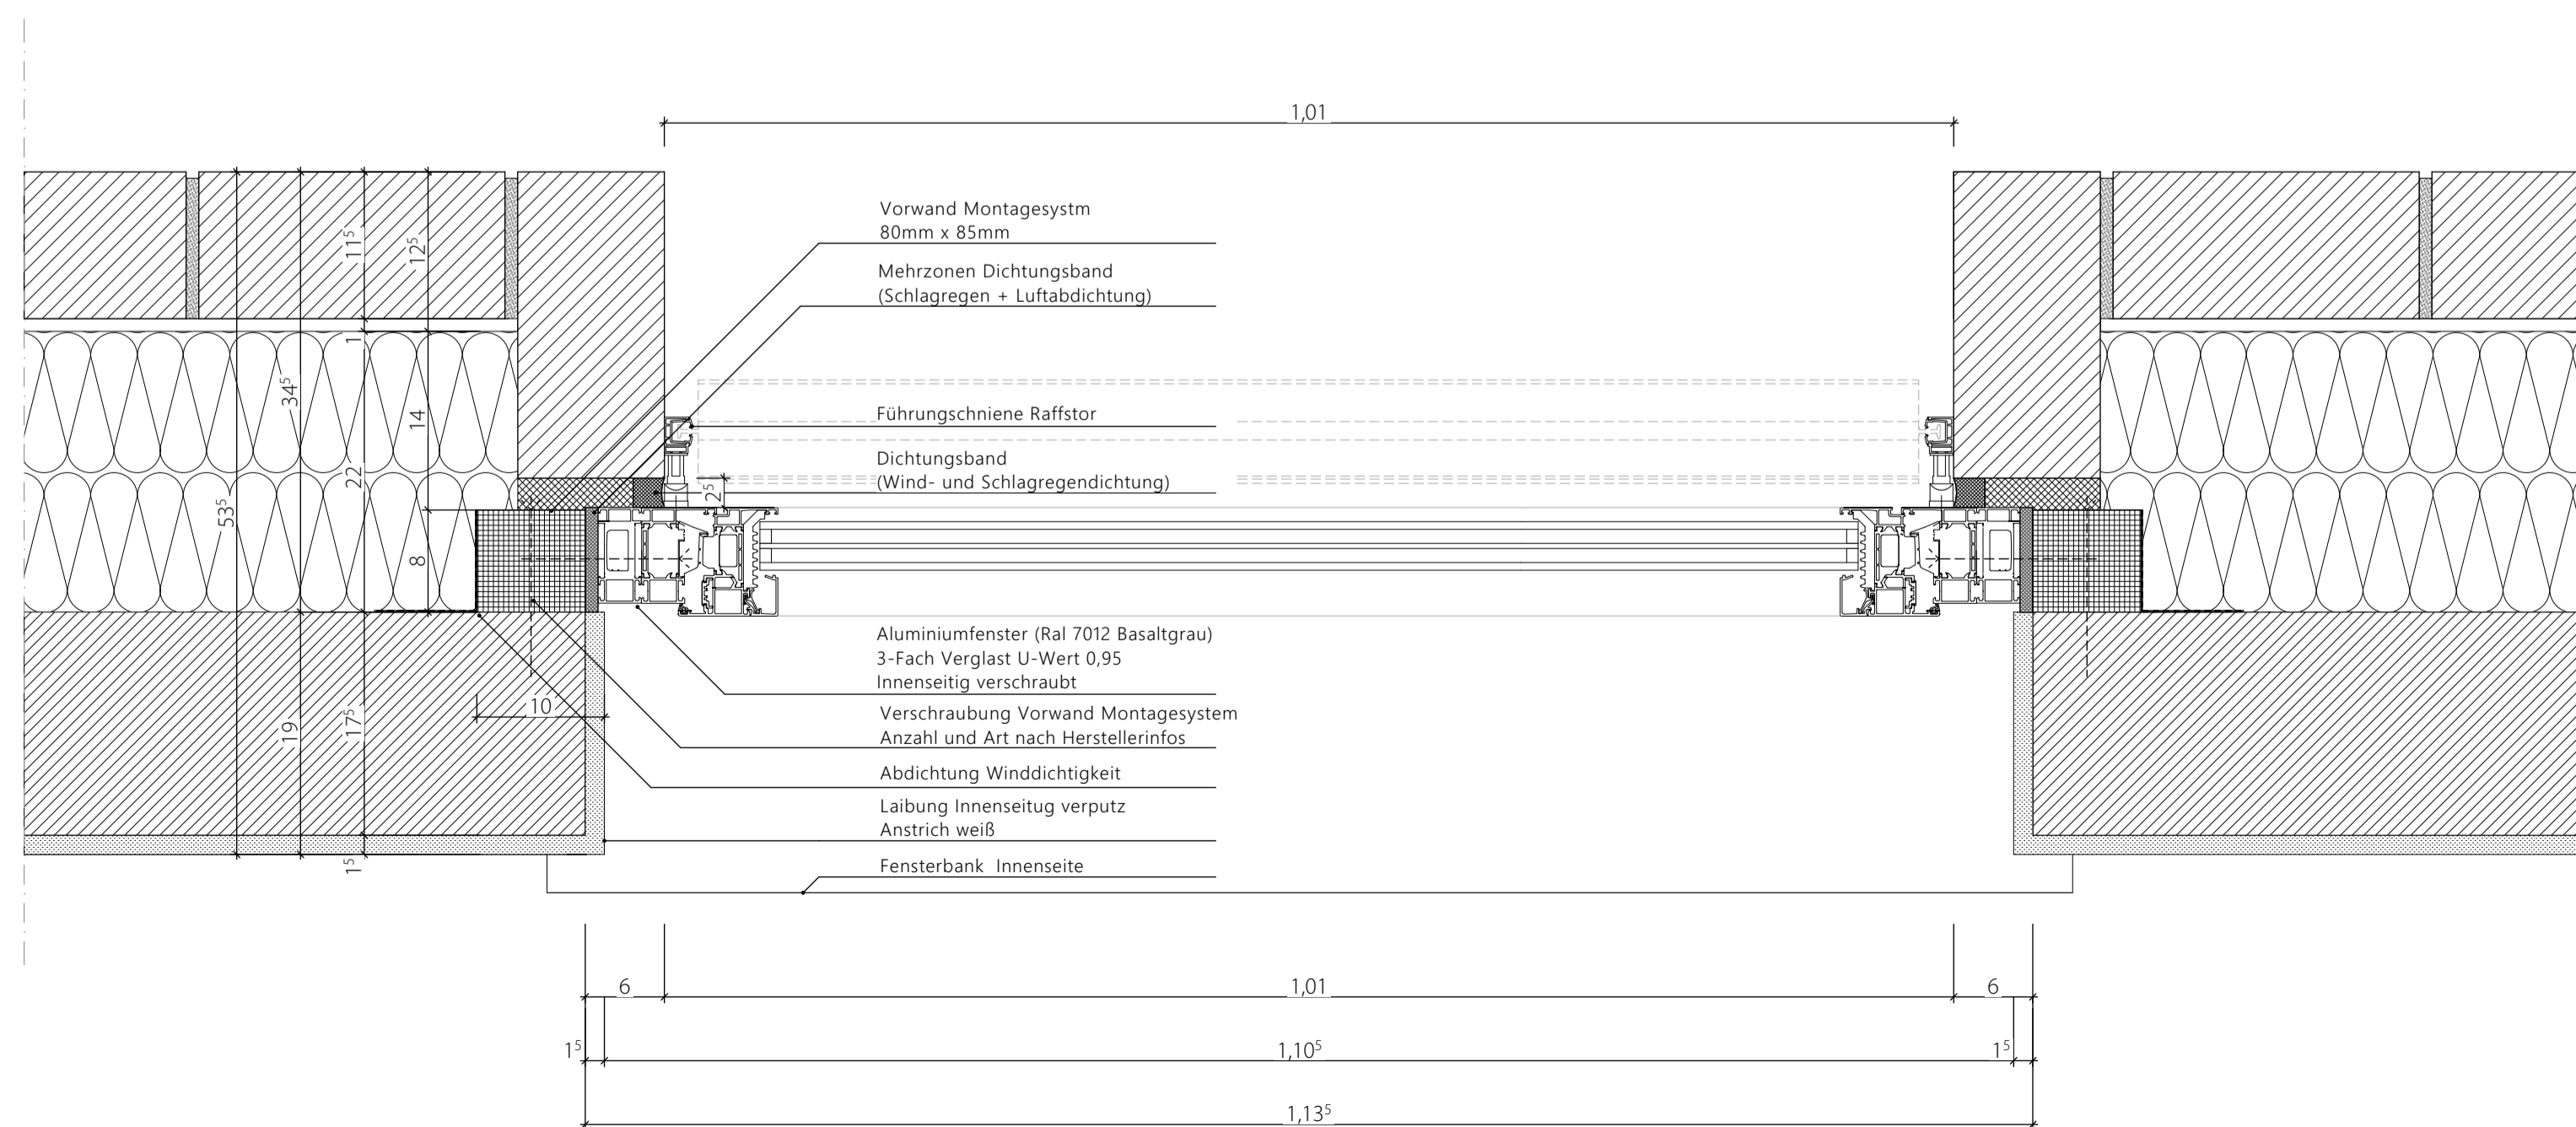 1,01
Vorwand Montagesystm
80mm x 85mm
Mehrzonen Dichtungsband
(Schlagregen + Luftabdichtung)
Führungschniene Raffstor
Dichtungsband
(Wind- und Schlagregendichtung)
2⁵
11⁵
12⁵
1
34⁵
14
22
53⁵
8
Aluminiumfenster (Ral 7012 Basaltgrau)
3-Fach Verglast U-Wert 0,95
Innenseitig verschraubt
10
19
17⁵
Verschraubung Vorwand Montagesystem
Anzahl und Art nach Herstellerinfos
Abdichtung Winddichtigkeit
Laibung Innenseitug verputz
Anstrich weiß
1⁵
Fensterbank Innenseite
6
1,01
6
1⁵
1,10⁵
1⁵
1,13⁵